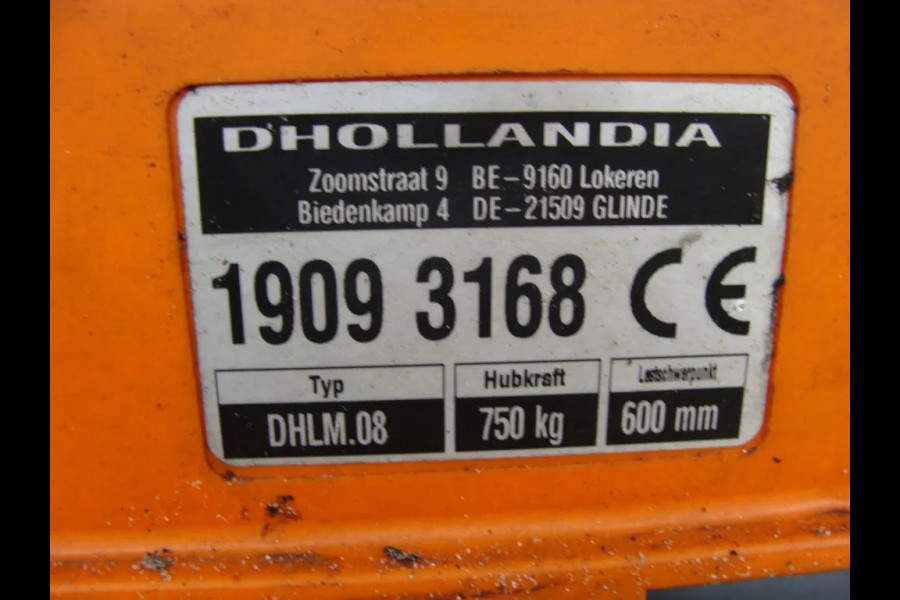 DHOLLANDIA
Zoomstraat 9 BE-9160 Lokeren
Biedenkamp 4 DE-21509 GLINDE
1909 3168 CE
Typ Hubkraft Lastschwerpunkt
DHLM.08 750 kg 600 mm